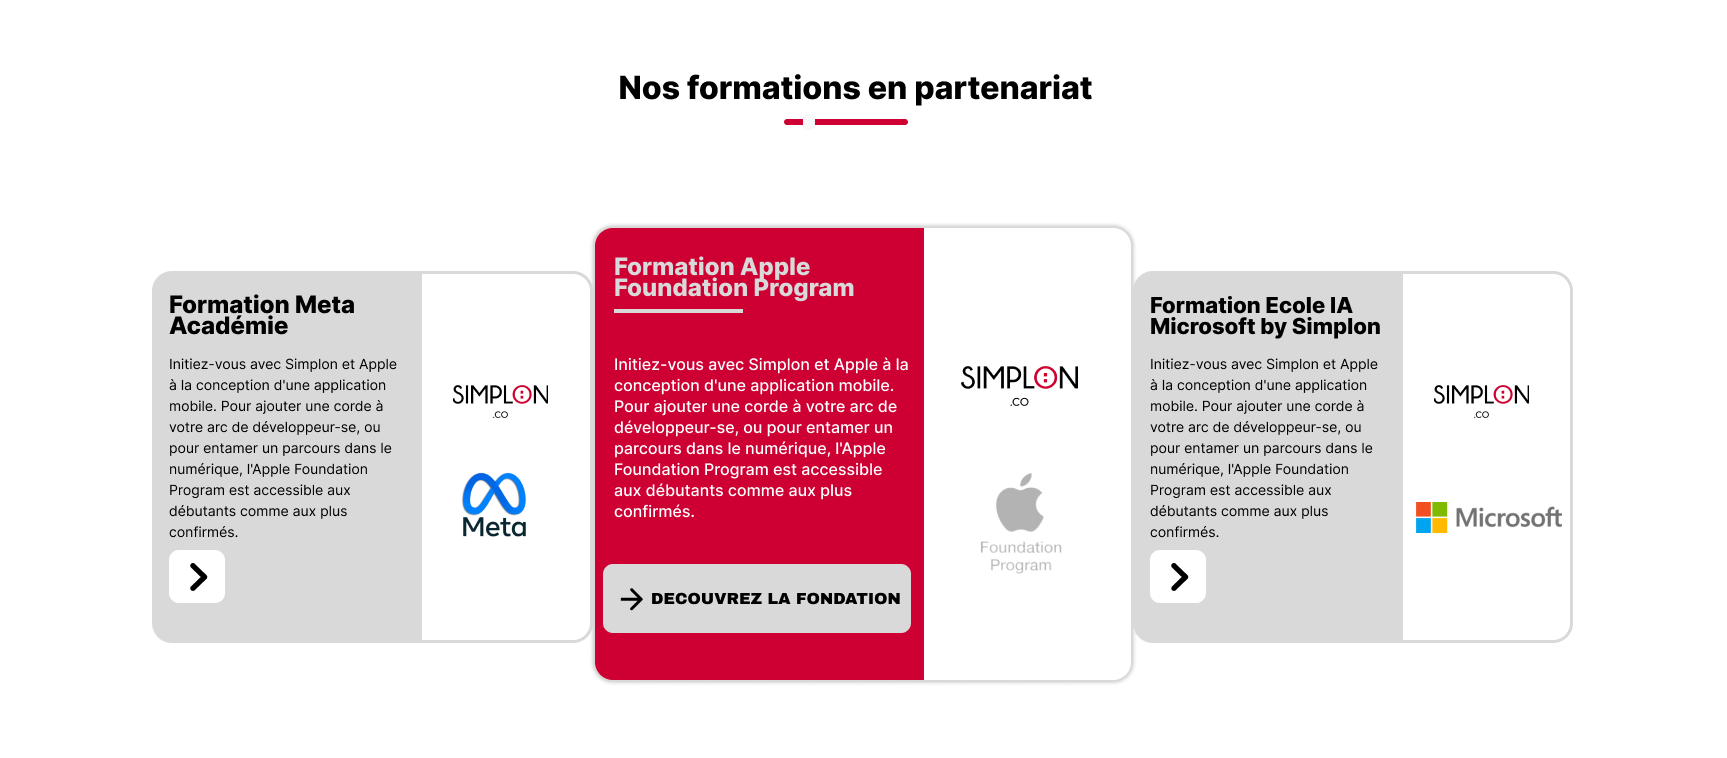 Nos formations en partenariat
Formation Meta
Académie
Initiez-vous avec Simplon et Apple
à la conception d'une application
mobile. Pour ajouter une corde à
votre arc de développeur-se, ou
pour entamer un parcours dans le
numérique, l'Apple Foundation
Program est accessible aux
débutants comme aux plus
confirmés.
SIMPLON
.co
Meta
Formation Apple
Foundation Program
Initiez-vous avec Simplon et Apple à la
conception d'une application mobile.
Pour ajouter une corde à votre arc de
développeur-se, ou pour entamer un
parcours dans le numérique, l'Apple
Foundation Program est accessible
aux débutants comme aux plus
confirmés.
DECOUVREZ LA FONDATION
SIMPLON
.co
Foundation
Program
Formation Ecole IA
Microsoft by Simplon
Initiez-vous avec Simplon et Apple
à la conception d'une application
mobile. Pour ajouter une corde à
votre arc de développeur-se, ou
pour entamer un parcours dans le
numérique, l'Apple Foundation
Program est accessible aux
débutants comme aux plus
confirmés.
SIMPLON
.co
Microsoft